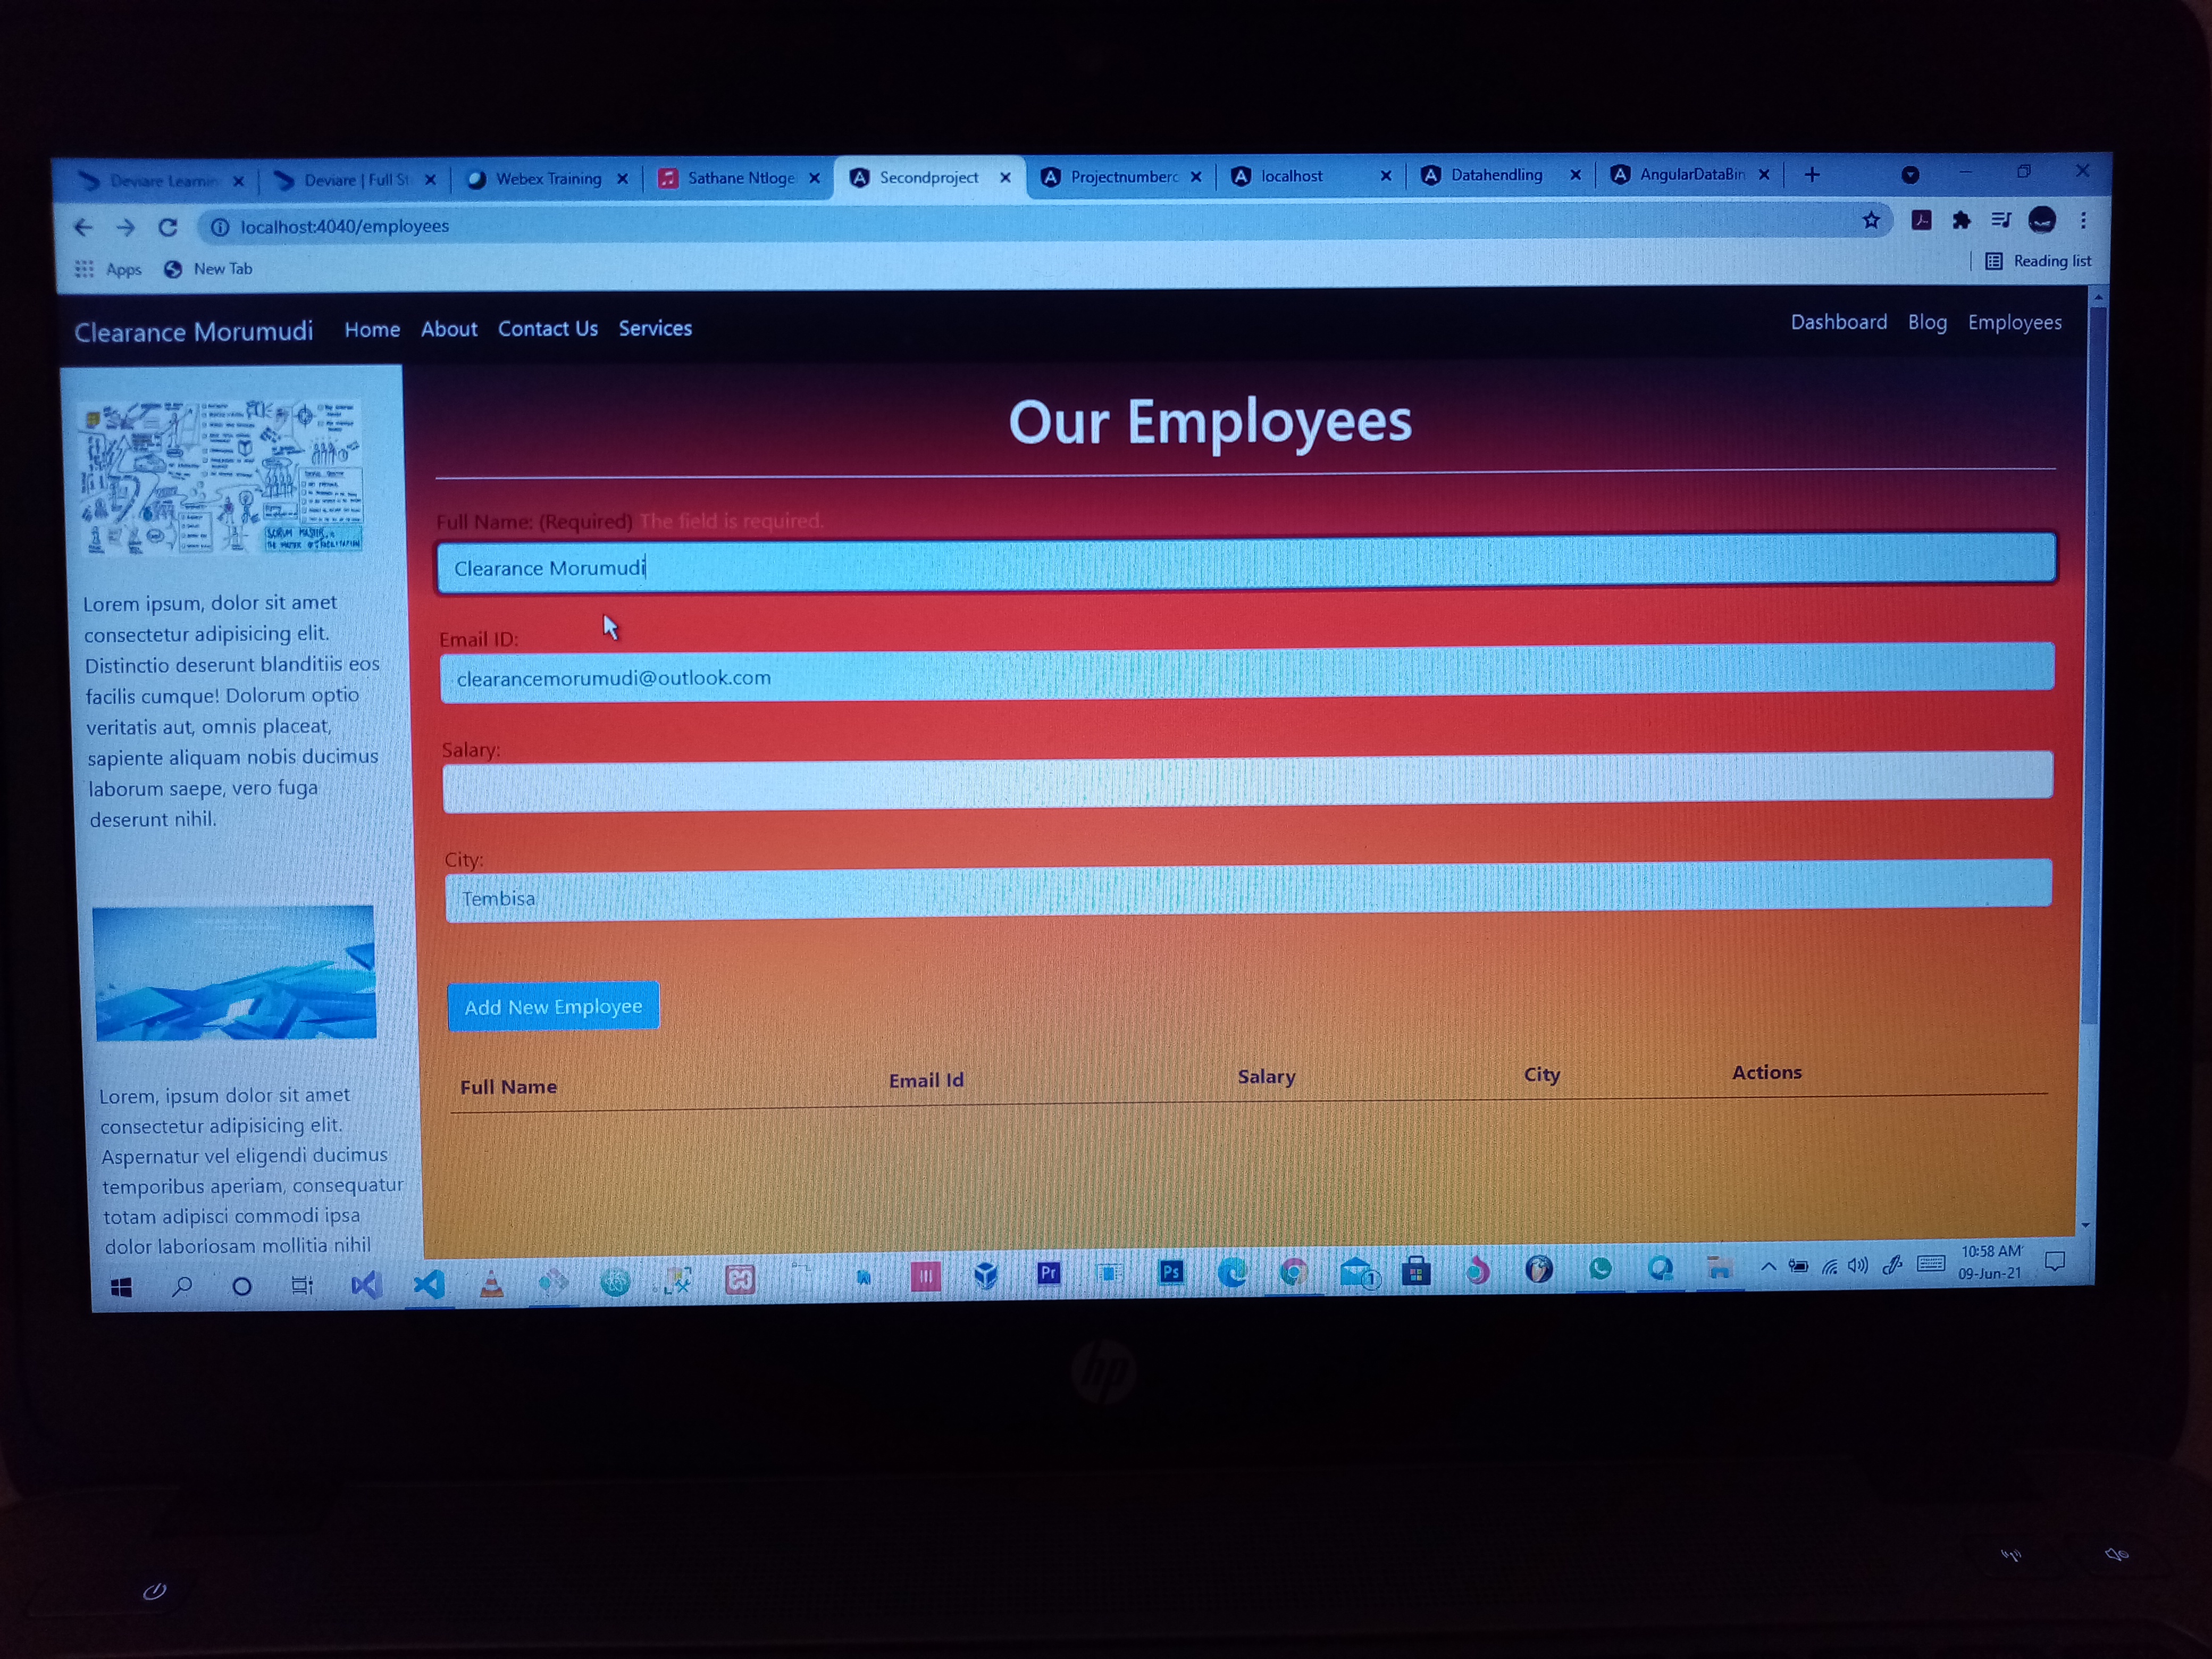 Deviare Learnin
Deviare | Full St
Webex Training
Sathane Ntloge
Secondproject
Projectnumberc
localhost
Datahendling
AngularDataBin
localhost:4040/employees
Apps
New Tab
Reading list
Clearance Morumudi
Home
About
Contact Us
Services
Dashboard
Blog
Employees
SCRUM MASTER
Lorem ipsum, dolor sit amet
consectetur adipisicing elit.
Distinctio deserunt blanditiis eos
facilis cumque! Dolorum optio
veritatis aut, omnis placeat,
sapiente aliquam nobis ducimus
laborum saepe, vero fuga
deserunt nihil.
Lorem, ipsum dolor sit amet
consectetur adipisicing elit.
Aspernatur vel eligendi ducimus
temporibus aperiam, consequatur
totam adipisci commodi ipsa
dolor laboriosam mollitia nihil
Our Employees
Full Name: (Required) The field is required.
Clearance Morumudi
Email ID:
clearancemorumudi@outlook.com
Salary:
City:
Tembisa
Add New Employee
Full Name
Email Id
Salary
City
Actions
Pr
Ps
1
10:58 AM
09-Jun-21
hp